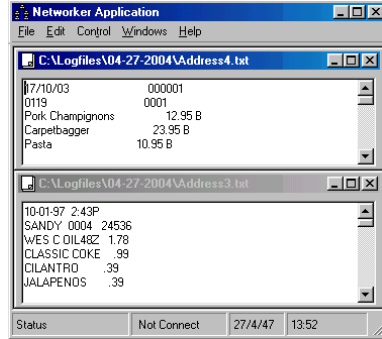 Networker Application
File Edit Control Windows Help
C:\Logfiles\04-27-2004\Address4.txt
17/10/03 000001
0119 0001
Pork Champignons 12.95 B
Carpetbagger 23.95 B
Pasta 10.95 B
C:\Logfiles\04-27-2004\Address3.txt
10-01-97 2:43P
SANDY 0004 24536
WES C OIL48Z 1.78
CLASSIC COKE .99
CILANTRO .39
JALAPENOS .39
Status Not Connect 27/4/47 13:52